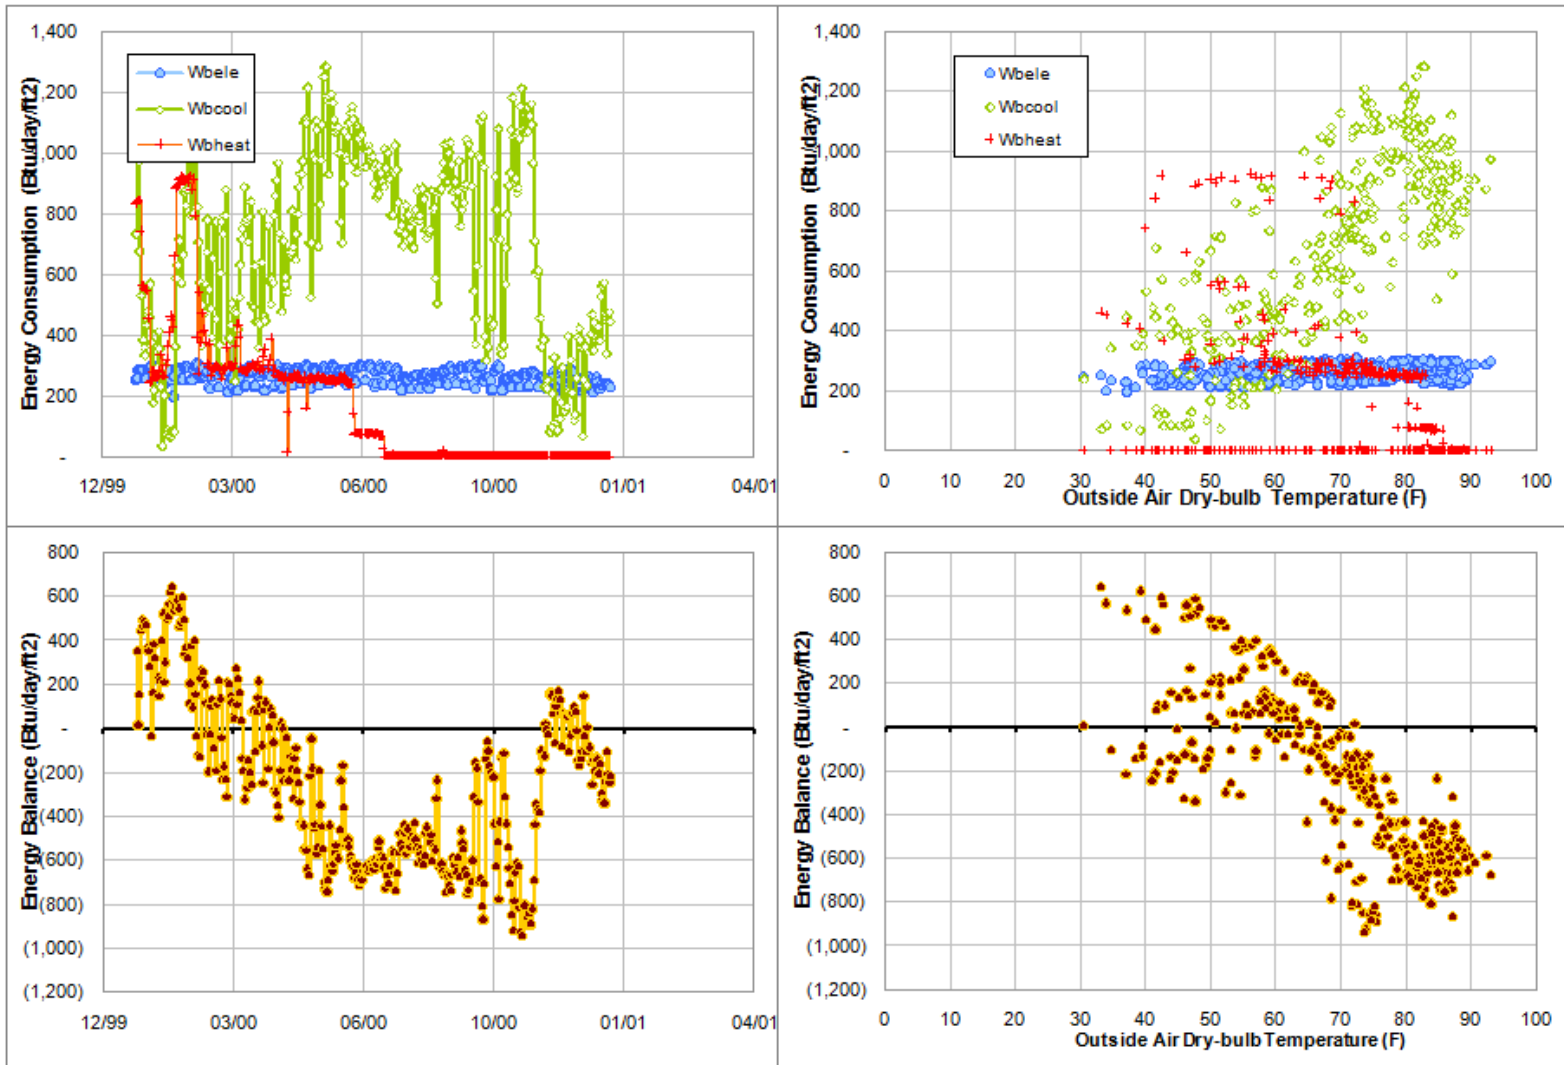 1,400
1,200
1,000
800
600
400
200
-
Energy Consumption (Btu/day/ft2)
Wbele
Wbcool
Wbheat
12/99 03/00 06/00 10/00 01/01 04/01
1,400
1,200
1,000
800
600
400
200
-
Energy Consumption (Btu/day/ft2)
Wbele
Wbcool
Wbheat
0 10 20 30 40 50 60 70 80 90 100
Outside Air Dry-bulb Temperature (F)
800
600
400
200
-
(200)
(400)
(600)
(800)
(1,000)
(1,200)
Energy Balance (Btu/day/ft2)
12/99 03/00 06/00 10/00 01/01 04/01
800
600
400
200
-
(200)
(400)
(600)
(800)
(1,000)
(1,200)
Energy Balance (Btu/day/ft2)
0 10 20 30 40 50 60 70 80 90 100
Outside Air Dry-bulb Temperature (F)